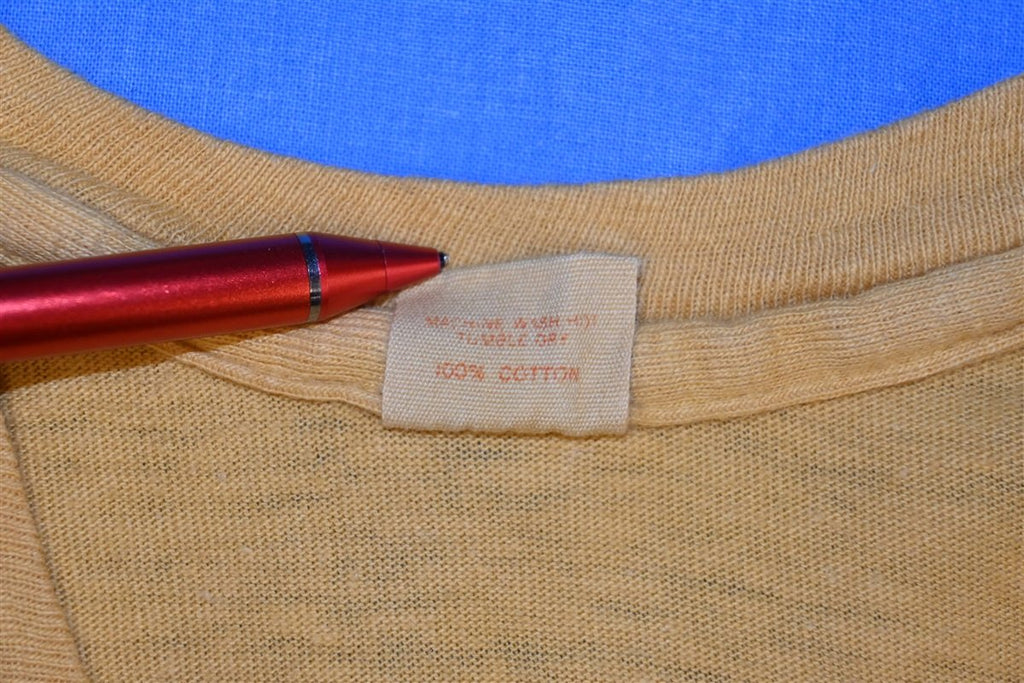 MACHINE WASH HOT
TUMBLE DRY
100% COTTON